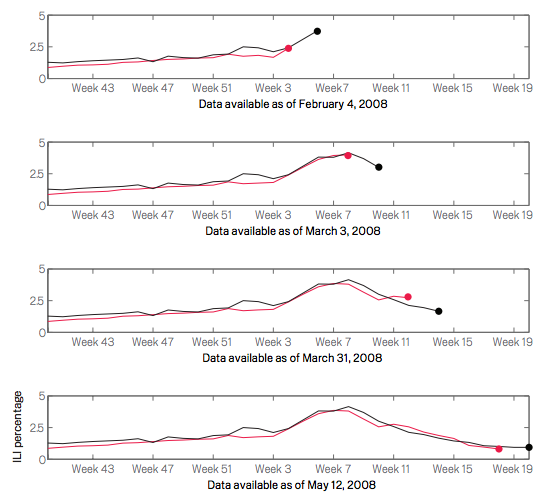 5
2.5
0
Week 43 Week 47 Week 51 Week 3 Week 7 Week 11 Week 15 Week 19
Data available as of February 4, 2008
5
2.5
0
Week 43 Week 47 Week 51 Week 3 Week 7 Week 11 Week 15 Week 19
Data available as of March 3, 2008
5
2.5
0
Week 43 Week 47 Week 51 Week 3 Week 7 Week 11 Week 15 Week 19
Data available as of March 31, 2008
ILI percentage
5
2.5
0
Week 43 Week 47 Week 51 Week 3 Week 7 Week 11 Week 15 Week 19
Data available as of May 12, 2008